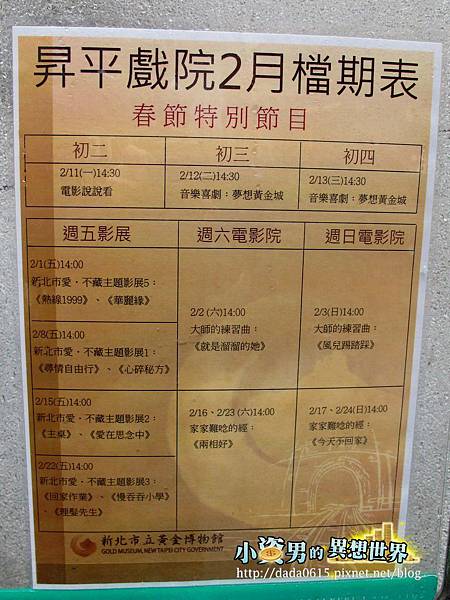 昇平戲院2月檔期表
春節特別節目
初二
初三
初四
2/11(一)14:30
電影說說看
2/12(二)14:30
音樂喜劇：夢想黃金城
2/13(三)14:30
音樂喜劇：夢想黃金城
週五影展
週六電影院
週日電影院
2/1(五)14:00
新北市愛．不藏主題影展5：
《熱線1999》、《華麗緣》
2/8(五)14:00
新北市愛．不藏主題影展1：
《尋情自由行》、《心碎秘方》
2/2 (六)14:00
大師的練習曲：
《就是溜溜的她》
2/3(日)14:00
大師的練習曲：
《風兒踢踏踩》
2/15(五)14:00
新北市愛．不藏主題影展2：
《主桌》、《愛在思念中》
2/22(五)14:00
新北市愛．不藏主題影展3：
《回家作業》、《慢吞吞小學》
、《理髮先生》
2/16、2/23 (六)14:00
家家難唸的經：
《兩相好》
2/17、2/24(日)14:00
家家難唸的經：
《今天不回家》
新北市立黃金博物館
GOLD MUSEUM, NEW TAIPEI CITY GOVERNMENT
小資男的異想世界
http://dada0615.pixnet.net/blog